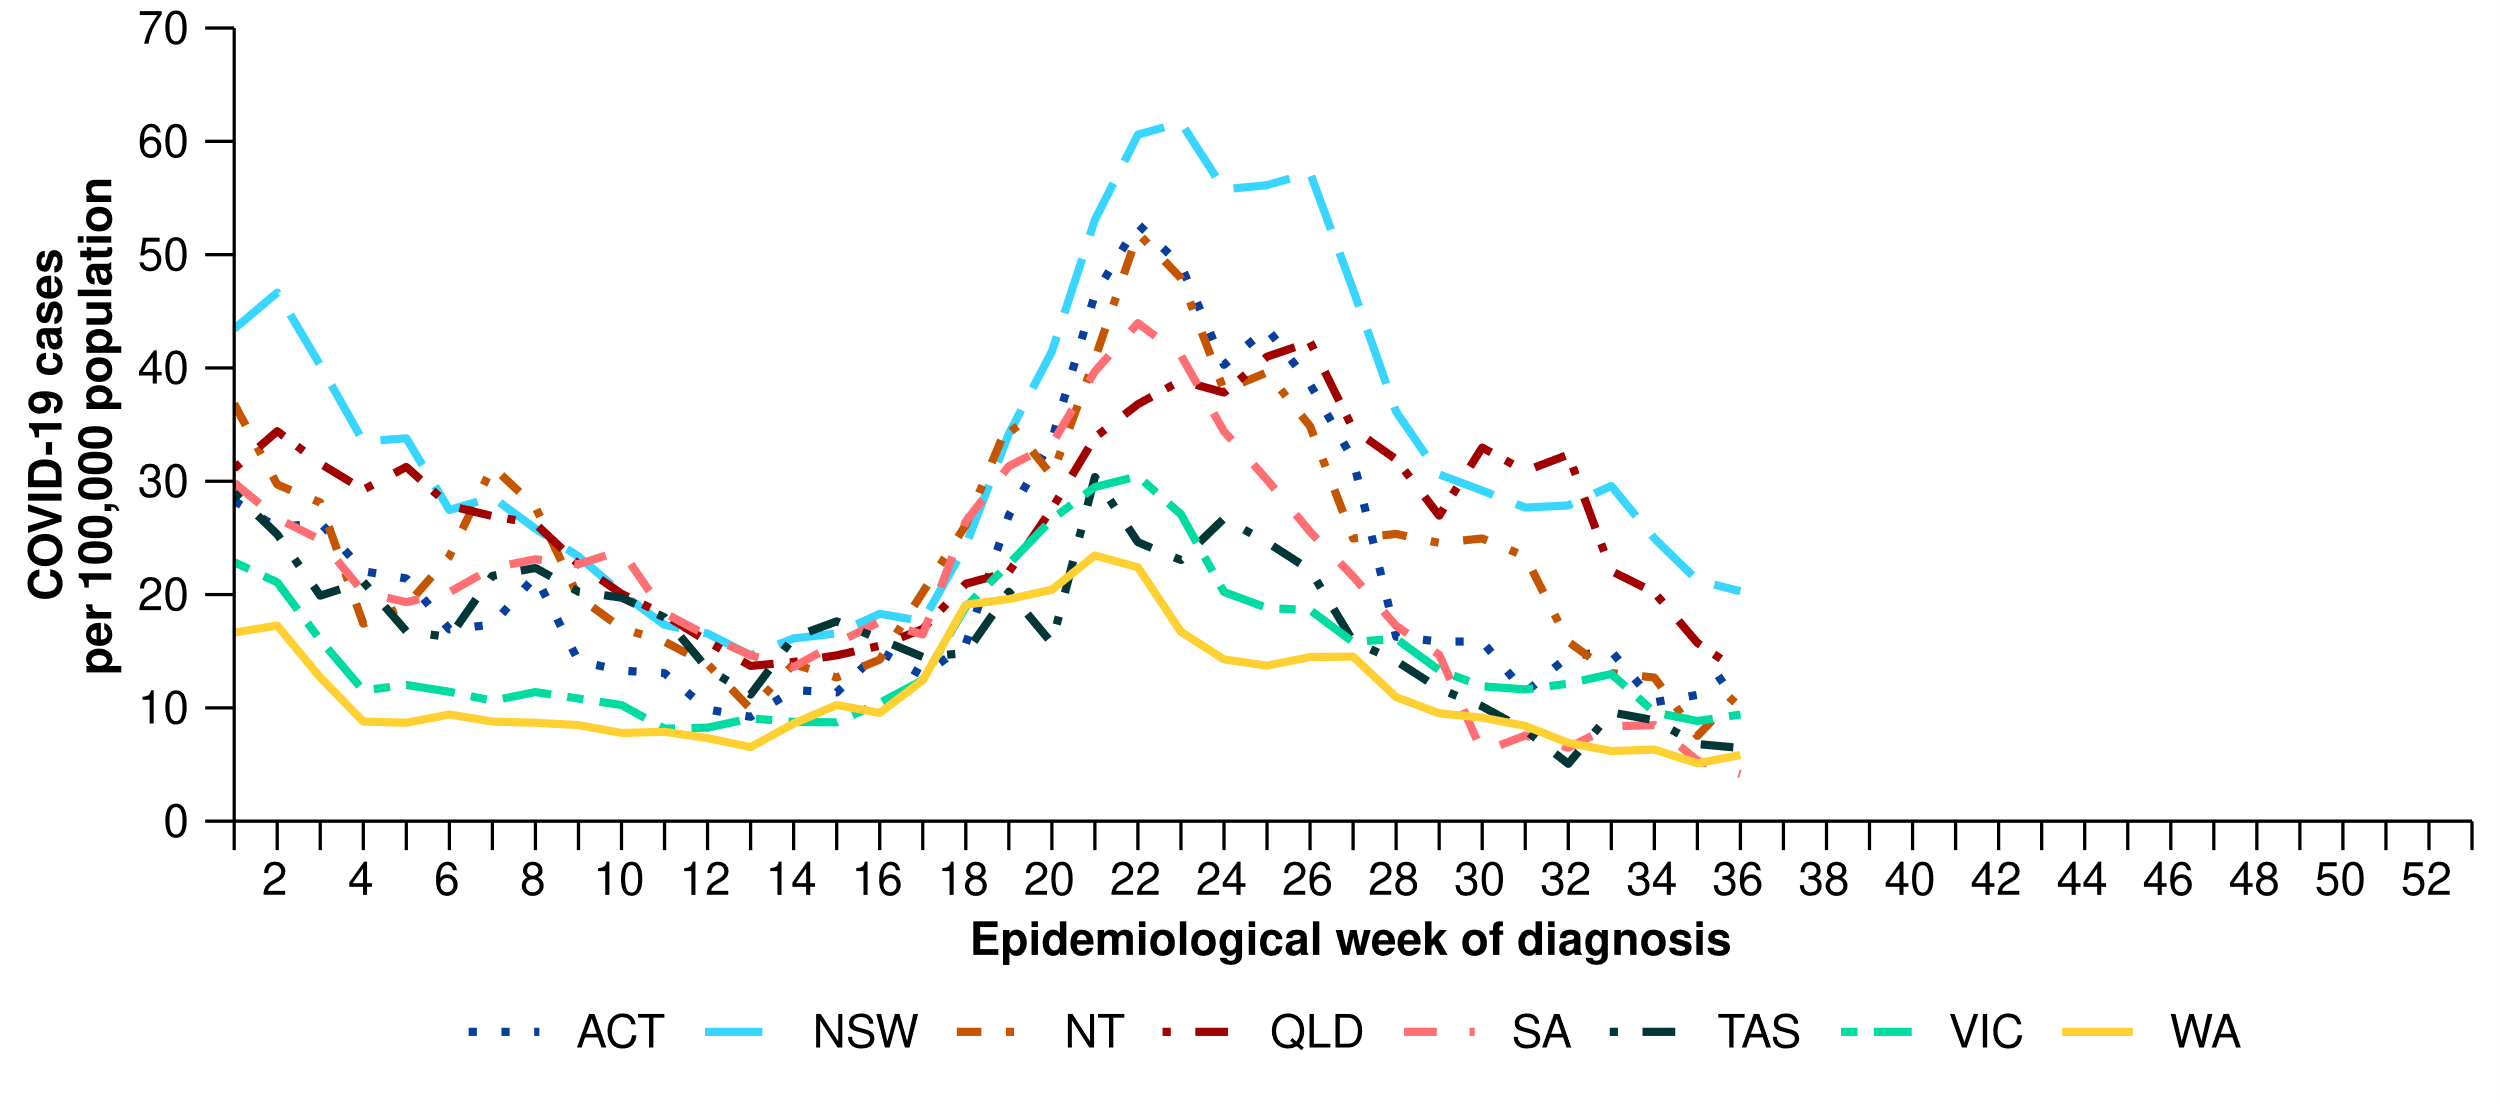 COVID-19 cases
per 100,000 population
70
60
50
40
30
20
10
0
2 4 6 8 10 12 14 16 18 20 22 24 26 28 30 32 34 36 38 40 42 44 46 48 50 52
Epidemiological week of diagnosis
ACT NSW NT QLD SA TAS VIC WA